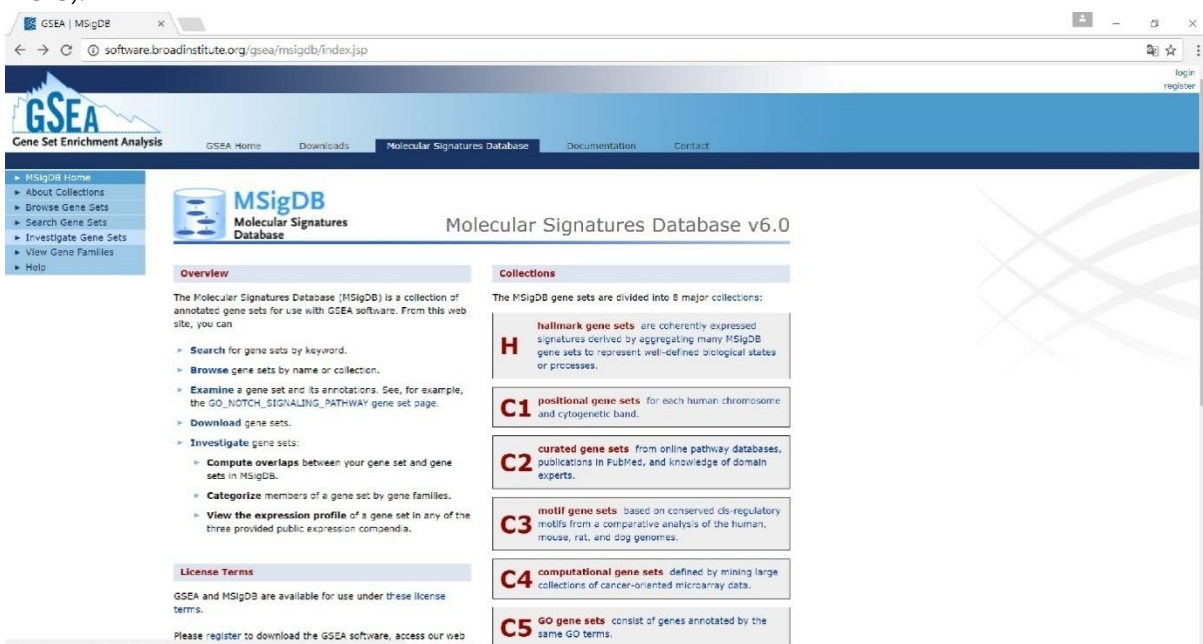 GSEA | MSigDB
software.broadinstitute.org/gsea/msigdb/index.jsp
login
register
GSEA
Gene Set Enrichment Analysis
GSEA Home
Downloads
Molecular Signatures Database
Documentation
Contact
► MSigDB Home
► About Collections
► Browse Gene Sets
► Search Gene Sets
► Investigate Gene Sets
► View Gene Families
► Help
MSigDB
Molecular Signatures
Database
Molecular Signatures Database v6.0
Overview
The Molecular Signatures Database (MSigDB) is a collection of
annotated gene sets for use with GSEA software. From this web
site, you can
► Search for gene sets by keyword.
► Browse gene sets by name or collection.
► Examine a gene set and its annotations. See, for example,
the GO_NOTCH_SIGNALING_PATHWAY gene set page.
► Download gene sets.
► Investigate gene sets:
► Compute overlaps between your gene set and gene
sets in MSigDB.
► Categorize members of a gene set by gene families.
► View the expression profile of a gene set in any of the
three provided public expression compendia.
License Terms
GSEA and MSigDB are available for use under these license
terms.
Please register to download the GSEA software, access our web
Collections
The MSigDB gene sets are divided into 8 major collections:
H
hallmark gene sets are coherently expressed
signatures derived by aggregating many MSigDB
gene sets to represent well-defined biological states
or processes.
C1
positional gene sets for each human chromosome
and cytogenetic band.
C2
curated gene sets from online pathway databases,
publications in PubMed, and knowledge of domain
experts.
C3
motif gene sets based on conserved cis-regulatory
motifs from a comparative analysis of the human,
mouse, rat, and dog genomes.
C4
computational gene sets defined by mining large
collections of cancer-oriented microarray data.
C5
GO gene sets consist of genes annotated by the
same GO terms.